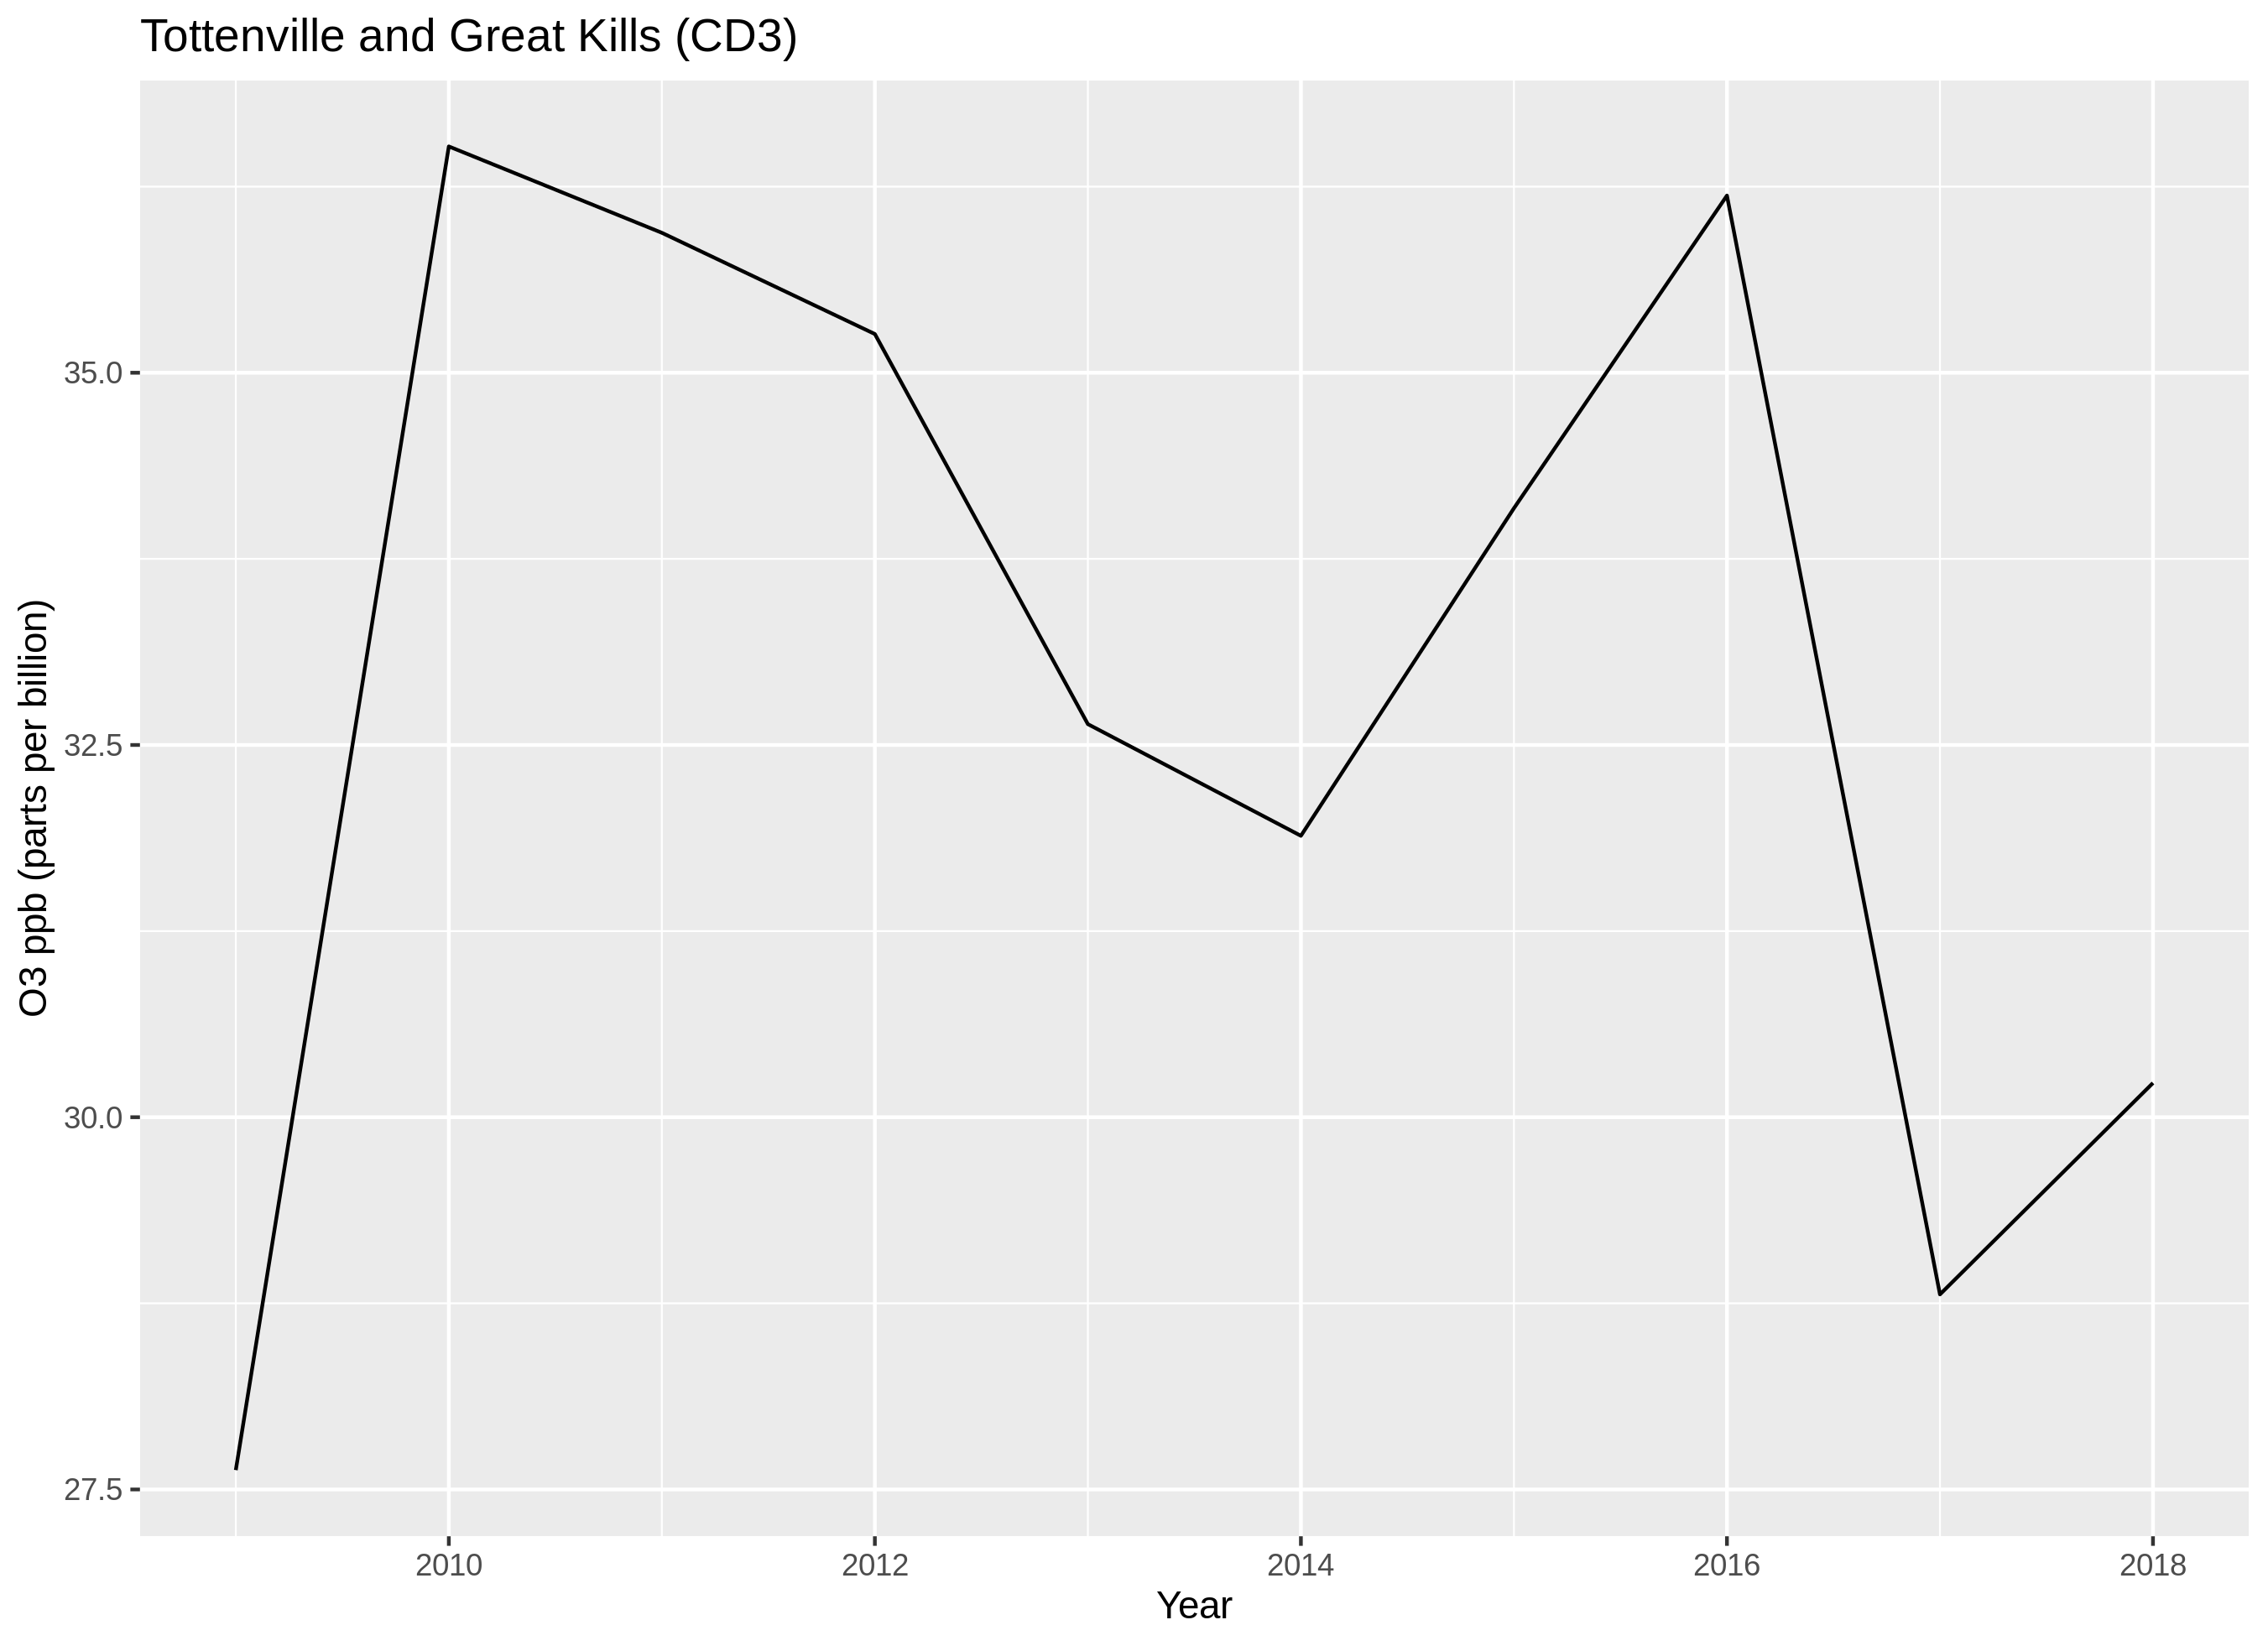 Tottenville and Great Kills (CD3)
O3 ppb (parts per billion)
35.0
32.5
30.0
27.5
2010 2012 2014 2016 2018
Year